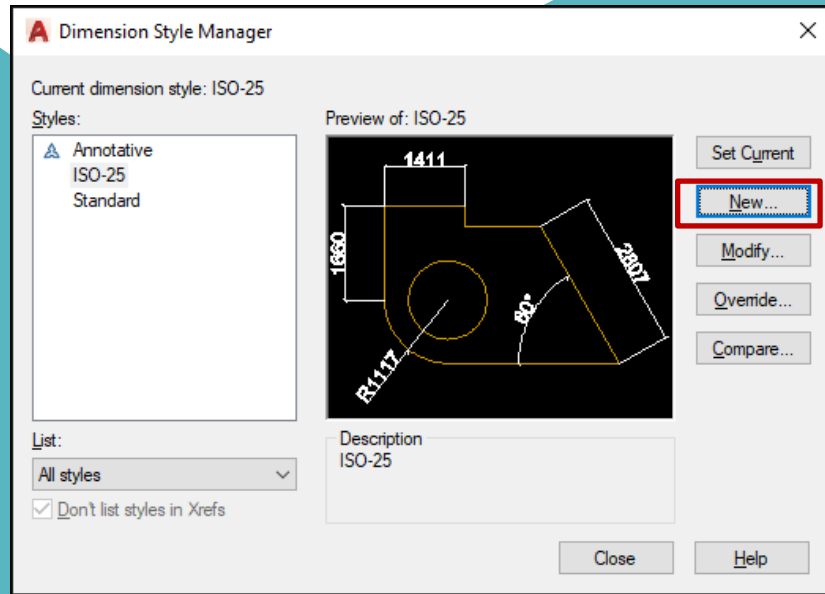 Dimension Style Manager
Current dimension style: ISO-25
Styles:
Annotative
ISO-25
Standard
Preview of: ISO-25
1411
1660
2807
80°
R1117
Set Current
New...
Modify...
Override...
Compare...
List:
All styles
Don't list styles in Xrefs
Description
ISO-25
Close
Help